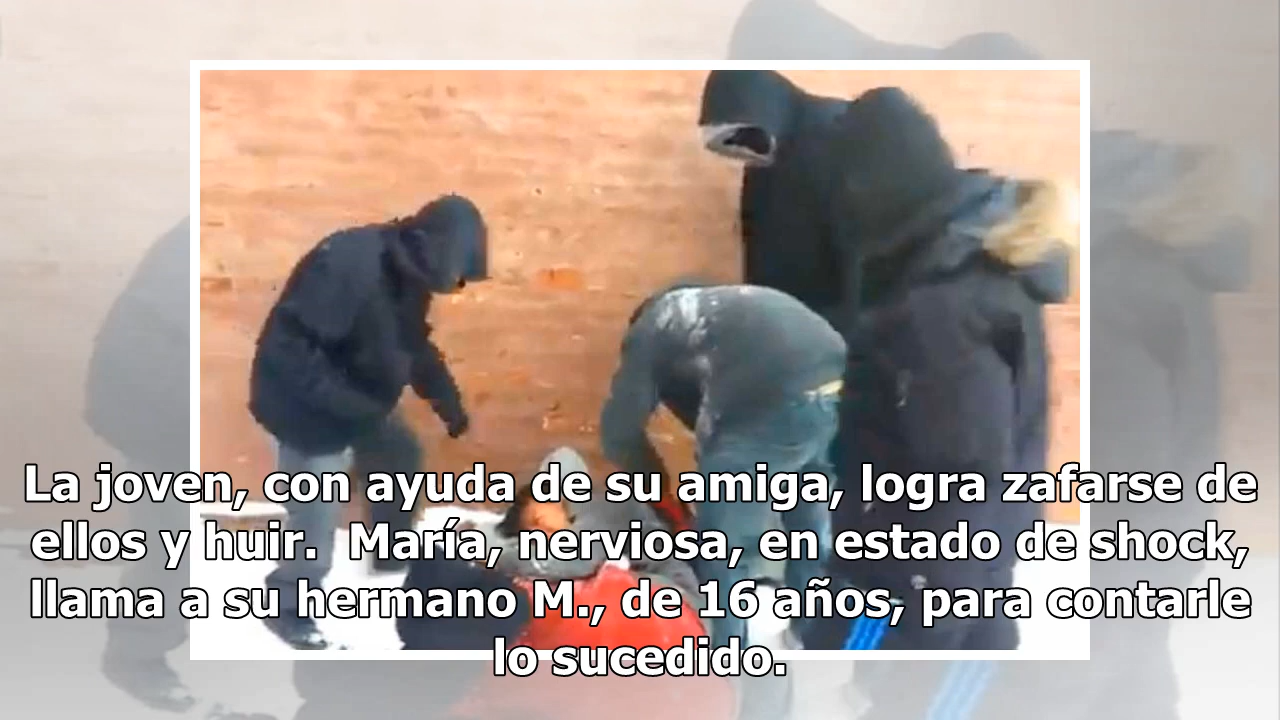 La joven, con ayuda de su amiga, logra zafarse de
ellos y huir.  María, nerviosa, en estado de shock,
llama a su hermano M., de 16 años, para contarle
lo sucedido.